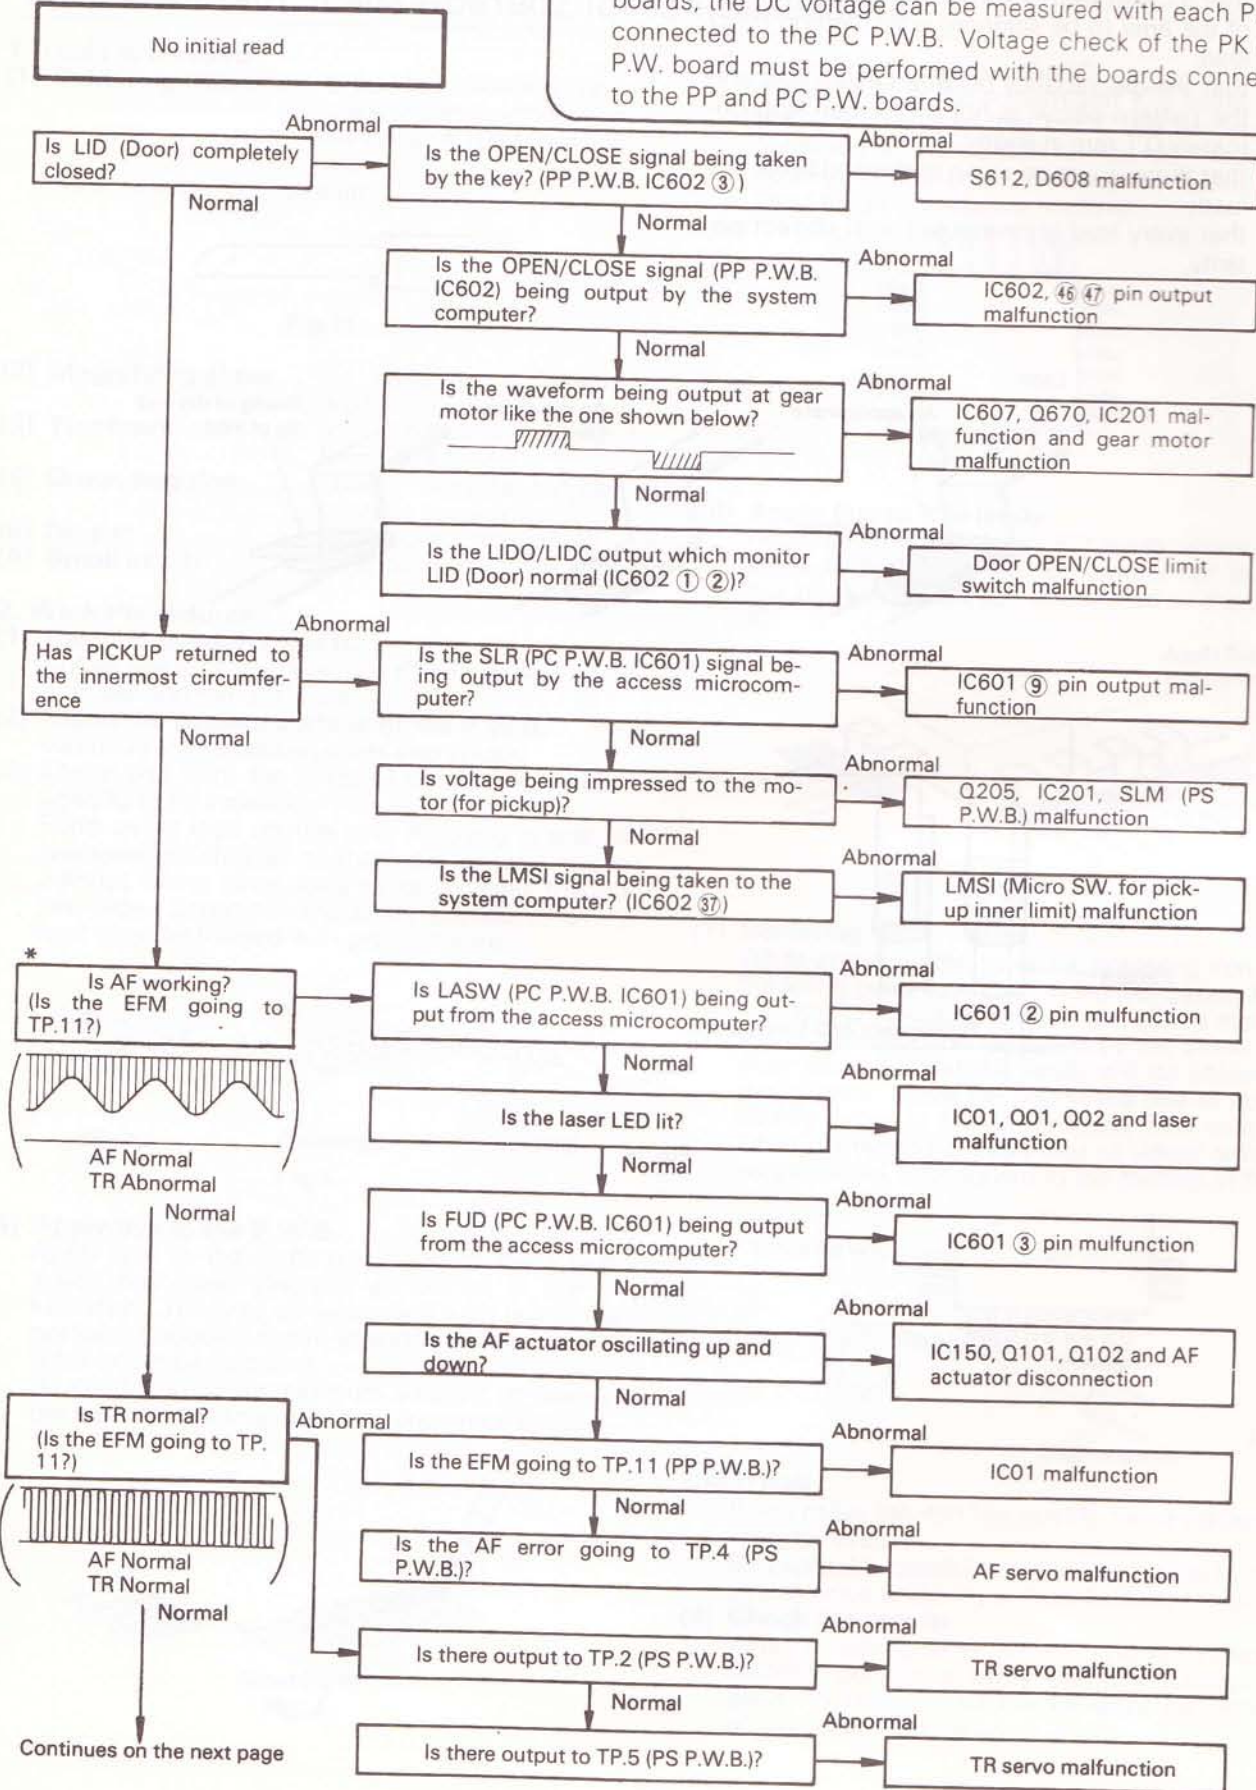 boards, the DC voltage can be measured with each P
connected to the PC P.W.B. Voltage check of the PK
P.W. board must be performed with the boards conne
to the PP and PC P.W. boards.
No initial read
Is LID (Door) completely
closed?
Abnormal
Normal
Is the OPEN/CLOSE signal being taken
by the key? (PP P.W.B. IC602 ③)
Abnormal
S612, D608 malfunction
Normal
Is the OPEN/CLOSE signal (PP P.W.B.
IC602) being output by the system
computer?
Abnormal
IC602, ㊻ ㊼ pin output
malfunction
Normal
Is the waveform being output at gear
motor like the one shown below?
Abnormal
IC607, Q670, IC201 mal-
function and gear motor
malfunction
Normal
Is the LIDO/LIDC output which monitor
LID (Door) normal (IC602 ① ②)?
Abnormal
Door OPEN/CLOSE limit
switch malfunction
Has PICKUP returned to
the innermost circumfer-
ence
Abnormal
Normal
Is the SLR (PC P.W.B. IC601) signal be-
ing output by the access microcom-
puter?
Abnormal
IC601 ⑨ pin output mal-
function
Normal
Is voltage being impressed to the mo-
tor (for pickup)?
Abnormal
Q205, IC201, SLM (PS
P.W.B.) malfunction
Normal
Is the LMSI signal being taken to the
system computer? (IC602 ㊲)
Abnormal
LMSI (Micro SW. for pick-
up inner limit) malfunction
*
Is AF working?
(Is the EFM going to
TP.11?)
AF Normal
TR Abnormal
Normal
Is LASW (PC P.W.B. IC601) being out-
put from the access microcomputer?
Abnormal
IC601 ② pin mulfunction
Normal
Is the laser LED lit?
Abnormal
IC01, Q01, Q02 and laser
malfunction
Normal
Is FUD (PC P.W.B. IC601) being output
from the access microcomputer?
Abnormal
IC601 ③ pin mulfunction
Normal
Is the AF actuator oscillating up and
down?
Abnormal
IC150, Q101, Q102 and AF
actuator disconnection
Normal
Is TR normal?
(Is the EFM going to TP.
11?)
Abnormal
AF Normal
TR Normal
Normal
Is the EFM going to TP.11 (PP P.W.B.)?
Abnormal
IC01 malfunction
Normal
Is the AF error going to TP.4 (PS
P.W.B.)?
Abnormal
AF servo malfunction
Is there output to TP.2 (PS P.W.B.)?
Abnormal
TR servo malfunction
Normal
Is there output to TP.5 (PS P.W.B.)?
Abnormal
TR servo malfunction
Continues on the next page